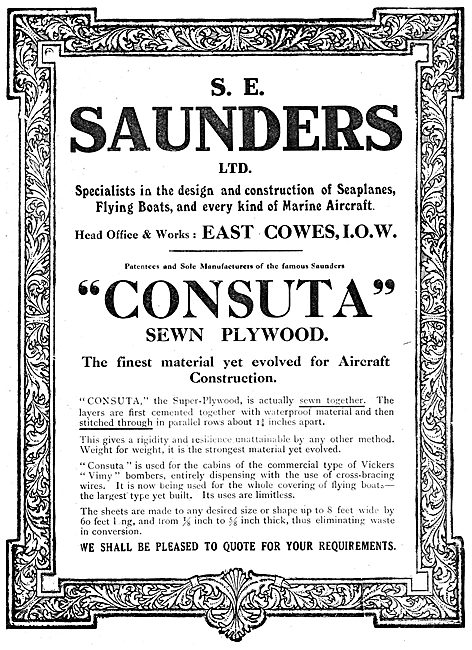 S. E.
SAUNDERS
LTD.
Specialists in the design and construction of Seaplanes,
Flying Boats, and every kind of Marine Aircraft.
Head Office & Works : EAST COWES, I.O.W.
Patentees and Sole Manufacturers of the famous Saunders
“CONSUTA”
SEWN PLYWOOD.
The finest material yet evolved for Aircraft
Construction.
“CONSUTA,” the Super-Plywood, is actually sewn together. The
layers are first cemented together with waterproof material and then
stitched through in parallel rows about inches apart.
This gives a rigidity and resilience unattainable by any other method.
Weight for weight, it is the strongest material yet evolved.
“Consuta” is used for the cabins of the commercial type of Vickers
“Vimy” bombers, entirely dispensing with the use of cross-bracing
wires. It is now being used for the whole covering of flying boats—
the largest type yet built. Its uses are limitless.
The sheets are made to any desired size or shape up to 8 feet wide by
60 feet l ng, and from inch to inch thick, thus eliminating waste
in conversion.
WE SHALL BE PLEASED TO QUOTE FOR YOUR REQUIREMENTS.